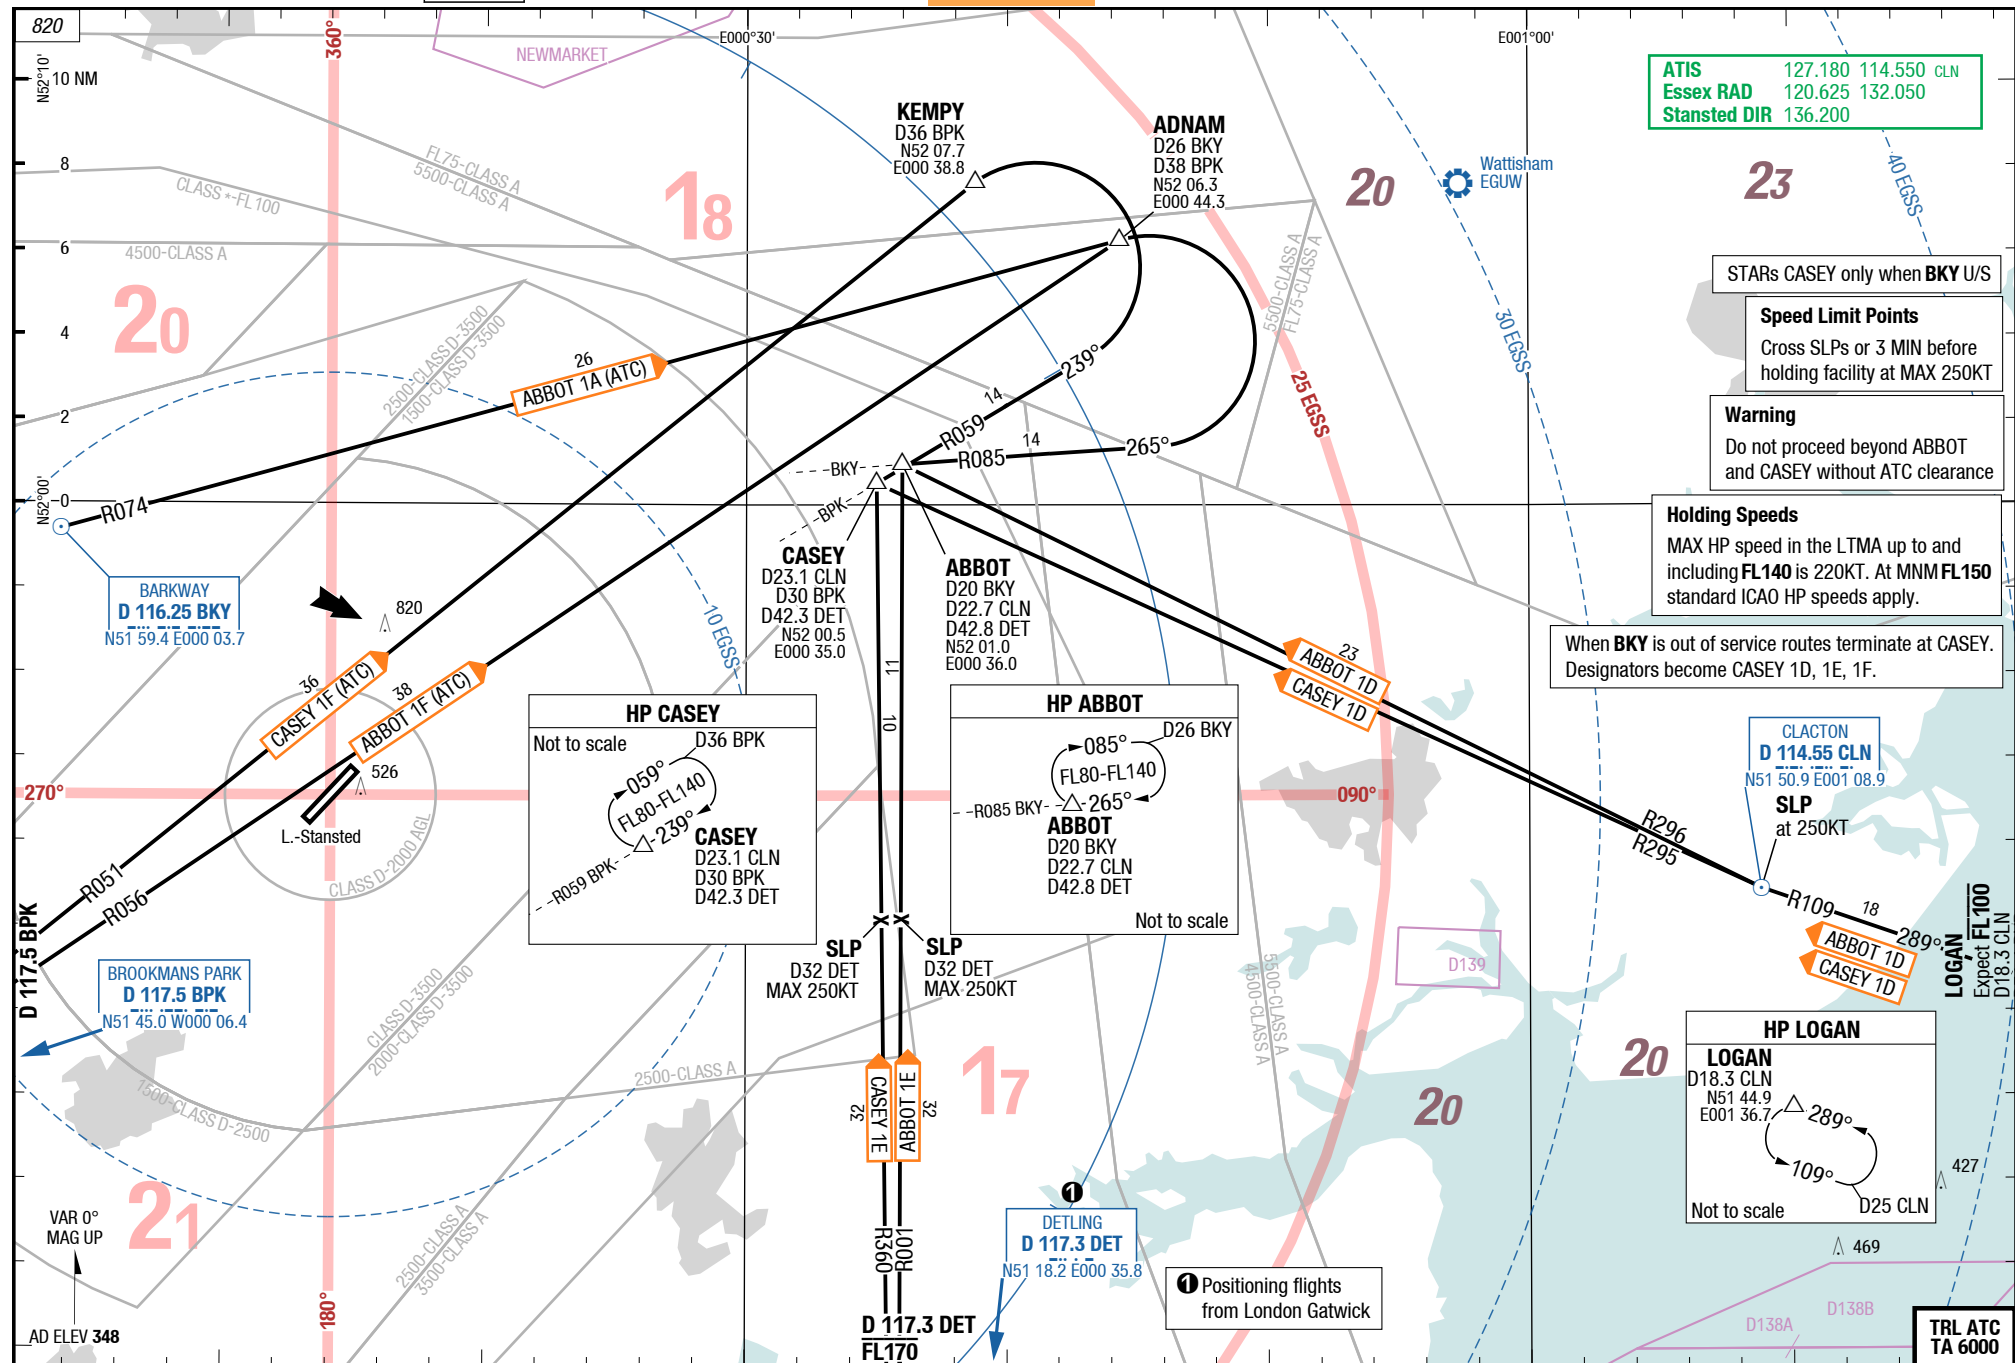 820
N52°10'
10 NM
360°
NEWMARKET
E000°30'
E001°00'
ATIS 127.180 114.550 CLN
Essex RAD 120.625 132.050
Stansted DIR 136.200
KEMPY
D36 BPK
N52 07.7
E000 38.8
ADNAM
D26 BKY
D38 BPK
N52 06.3
E000 44.3
Wattisham
EGUW
40 EGSS
23
20
18
20
8
6
4
2
0
N52°00'
FL75-CLASS A
5500-CLASS A
CLASS *-FL100
4500-CLASS A
2500-CLASS D-3500
1500-CLASS D-3500
5500-CLASS A
FL75-CLASS A
30 EGSS
25 EGSS
10 EGSS
STARs CASEY only when BKY U/S
Speed Limit Points
Cross SLPs or 3 MIN before
holding facility at MAX 250KT
Warning
Do not proceed beyond ABBOT
and CASEY without ATC clearance
Holding Speeds
MAX HP speed in the LTMA up to and
including FL140 is 220KT. At MNM FL150
standard ICAO HP speeds apply.
When BKY is out of service routes terminate at CASEY.
Designators become CASEY 1D, 1E, 1F.
26
ABBOT 1A (ATC)
R074
239°
14
R059
14
R085
265°
BKY
BPK
BARKWAY
D 116.25 BKY
N51 59.4 E000 03.7
820
CASEY
D23.1 CLN
D30 BPK
D42.3 DET
N52 00.5
E000 35.0
ABBOT
D20 BKY
D22.7 CLN
D42.8 DET
N52 01.0
E000 36.0
11
10
36
CASEY 1F (ATC)
38
ABBOT 1F (ATC)
23
ABBOT 1D
CASEY 1D
HP CASEY
Not to scale
D36 BPK
059°
FL80-FL140
239°
R059 BPK
CASEY
D23.1 CLN
D30 BPK
D42.3 DET
HP ABBOT
085°
D26 BKY
FL80-FL140
R085 BKY
265°
ABBOT
D20 BKY
D22.7 CLN
D42.8 DET
Not to scale
CLACTON
D 114.55 CLN
N51 50.9 E001 08.9
SLP
at 250KT
270°
526
L.-Stansted
CLASS D-2000 AGL
090°
R296
R295
R109
18
289°
ABBOT 1D
CASEY 1D
LOGAN
Expect FL100
D18.3 CLN
R051
R056
D 117.5 BPK
BROOKMANS PARK
D 117.5 BPK
N51 45.0 W000 06.4
SLP
D32 DET
MAX 250KT
SLP
D32 DET
MAX 250KT
D139
CLASS D-3500
2000-CLASS D-3500
5500-CLASS A
4500-CLASS A
2500-CLASS A
1500-CLASS D-2500
17
20
20
21
32
CASEY 1E
ABBOT 1E
32
HP LOGAN
LOGAN
D18.3 CLN
N51 44.9
E001 36.7
289°
109°
D25 CLN
Not to scale
427
469
VAR 0°
MAG UP
2500-CLASS A
3500-CLASS A
R360
R001
1
DETLING
D 117.3 DET
N51 18.2 E000 35.8
1 Positioning flights
from London Gatwick
180°
AD ELEV 348
D 117.3 DET
FL170
D138A
D138B
TRL ATC
TA 6000